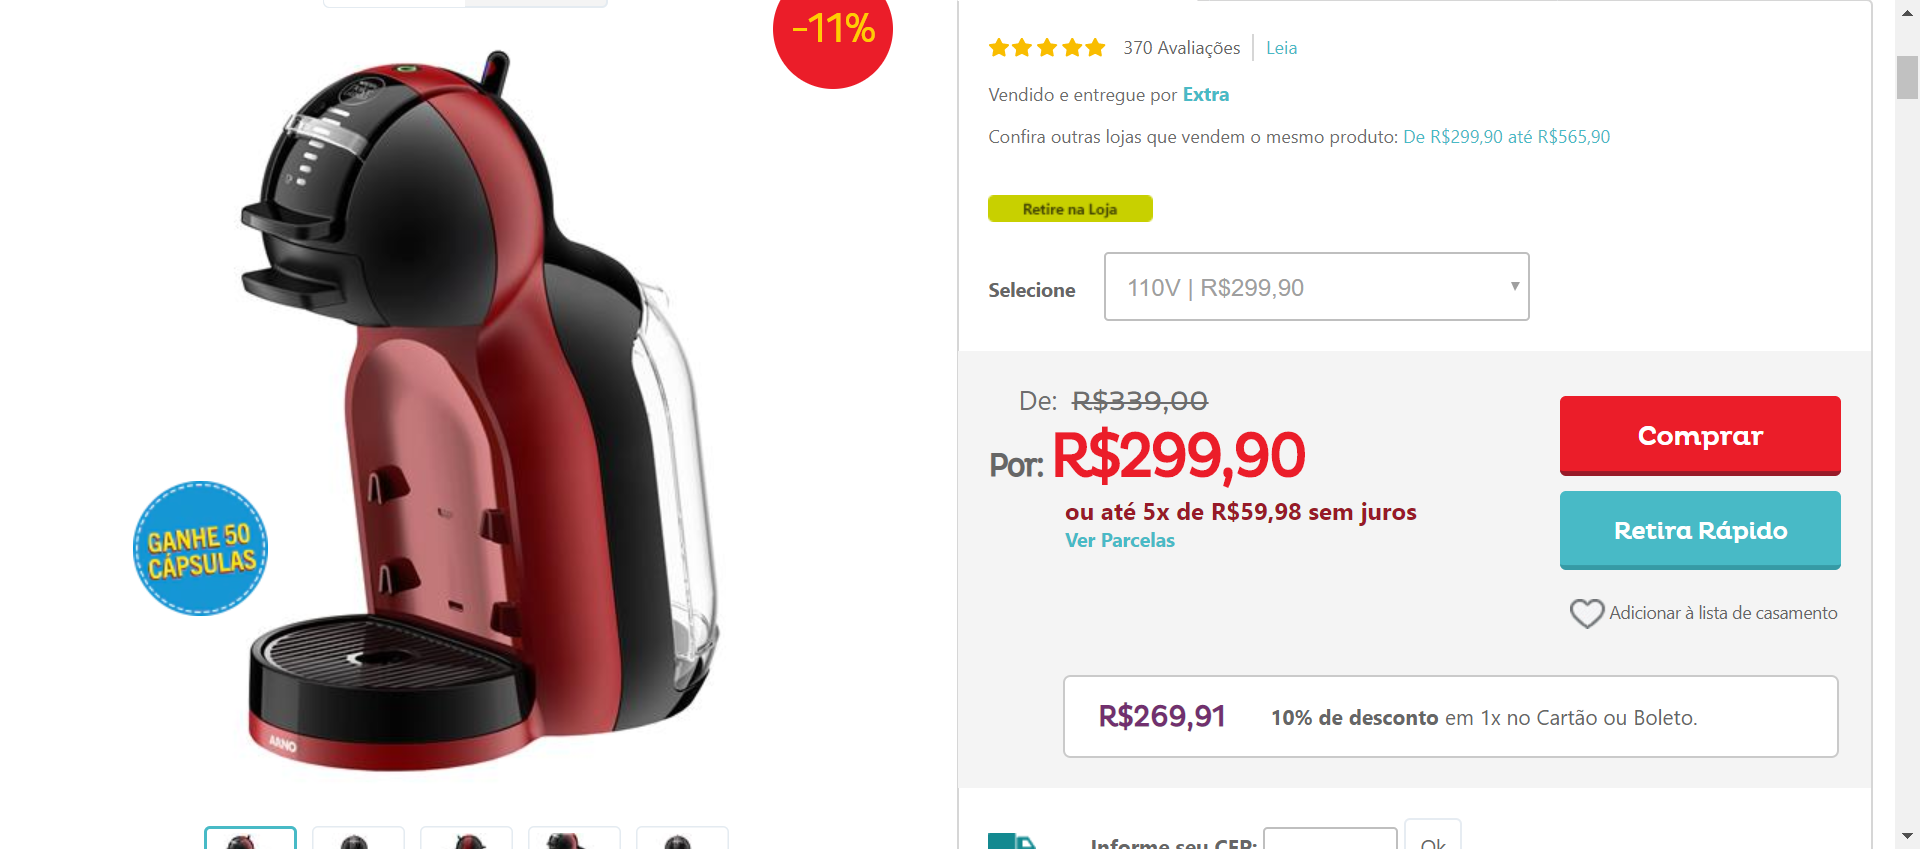 -11%
GANHE 50
CÁPSULAS
ARNO
370 Avaliações
Leia
Vendido e entregue por Extra
Confira outras lojas que vendem o mesmo produto: De R$299,90 até R$565,90
Retire na Loja
Selecione
110V | R$299,90
De: R$339,00
Por: R$299,90
ou até 5x de R$59,98 sem juros
Ver Parcelas
Comprar
Retira Rápido
Adicionar à lista de casamento
R$269,91
10% de desconto em 1x no Cartão ou Boleto.
Informe seu CEP:
Ok